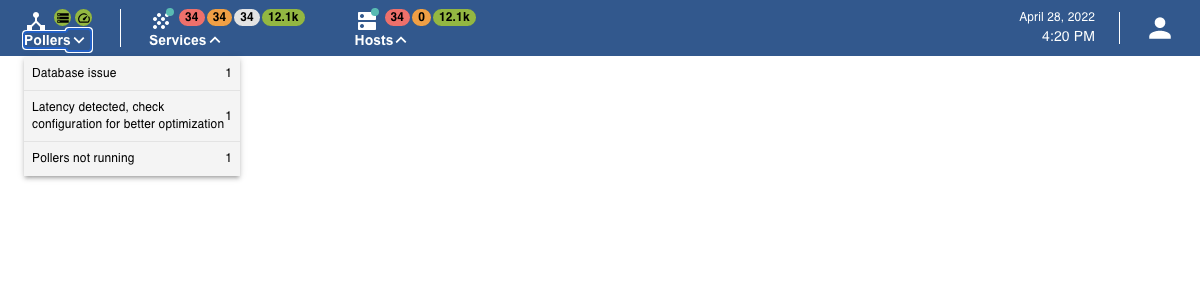 34 34 34 12.1k
34 0 12.1k
April 28, 2022
Pollers
Services
Hosts
4:20 PM
Database issue 1
Latency detected, check
configuration for better optimization 1
Pollers not running 1